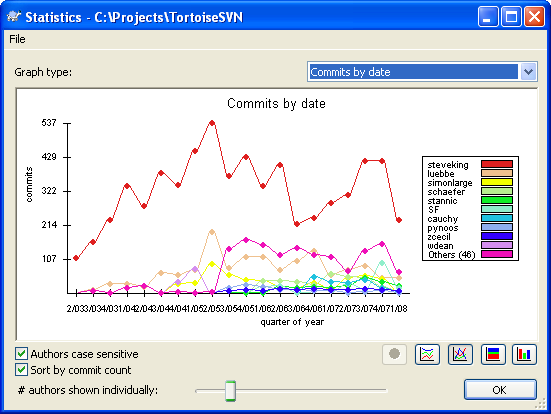 Statistics - C:\Projects\TortoiseSVN
File
Graph type:
Commits by date
Commits by date
537
429
322
214
107
commits
2/033/034/031/042/043/044/041/052/053/054/051/062/063/064/061/072/073/074/071/08
quarter of year
steveking
luebbe
simonlarge
schaefer
stannic
SF
cauchy
pynoos
zcecil
wdean
Others (46)
Authors case sensitive
Sort by commit count
# authors shown individually:
OK